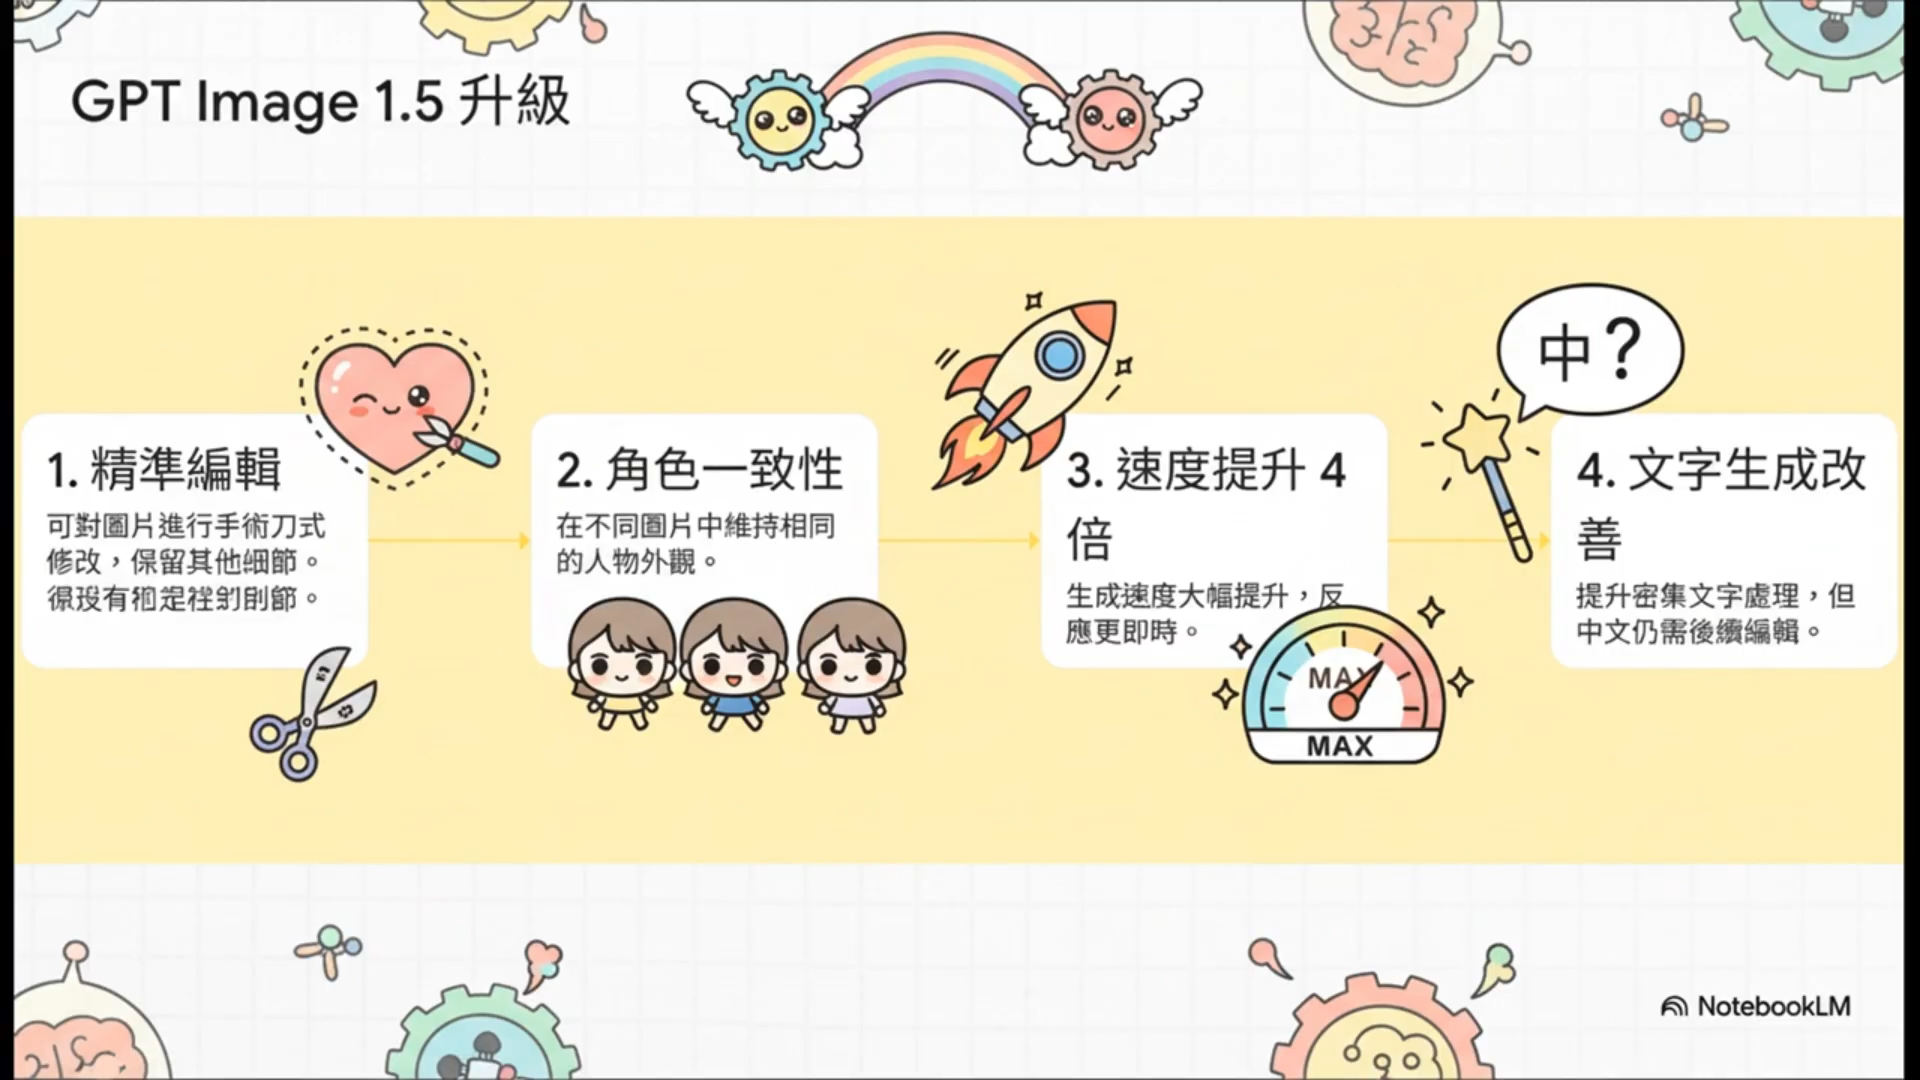 GPT Image 1.5 升級
中?
1. 精準編輯
可對圖片進行手術刀式
修改，保留其他細節。
2. 角色一致性
在不同圖片中維持相同
的人物外觀。
3. 速度提升 4
倍
生成速度大幅提升，反
應更即時。
MAX
MAX
4. 文字生成改
善
提升密集文字處理，但
中文仍需後續編輯。
NotebookLM